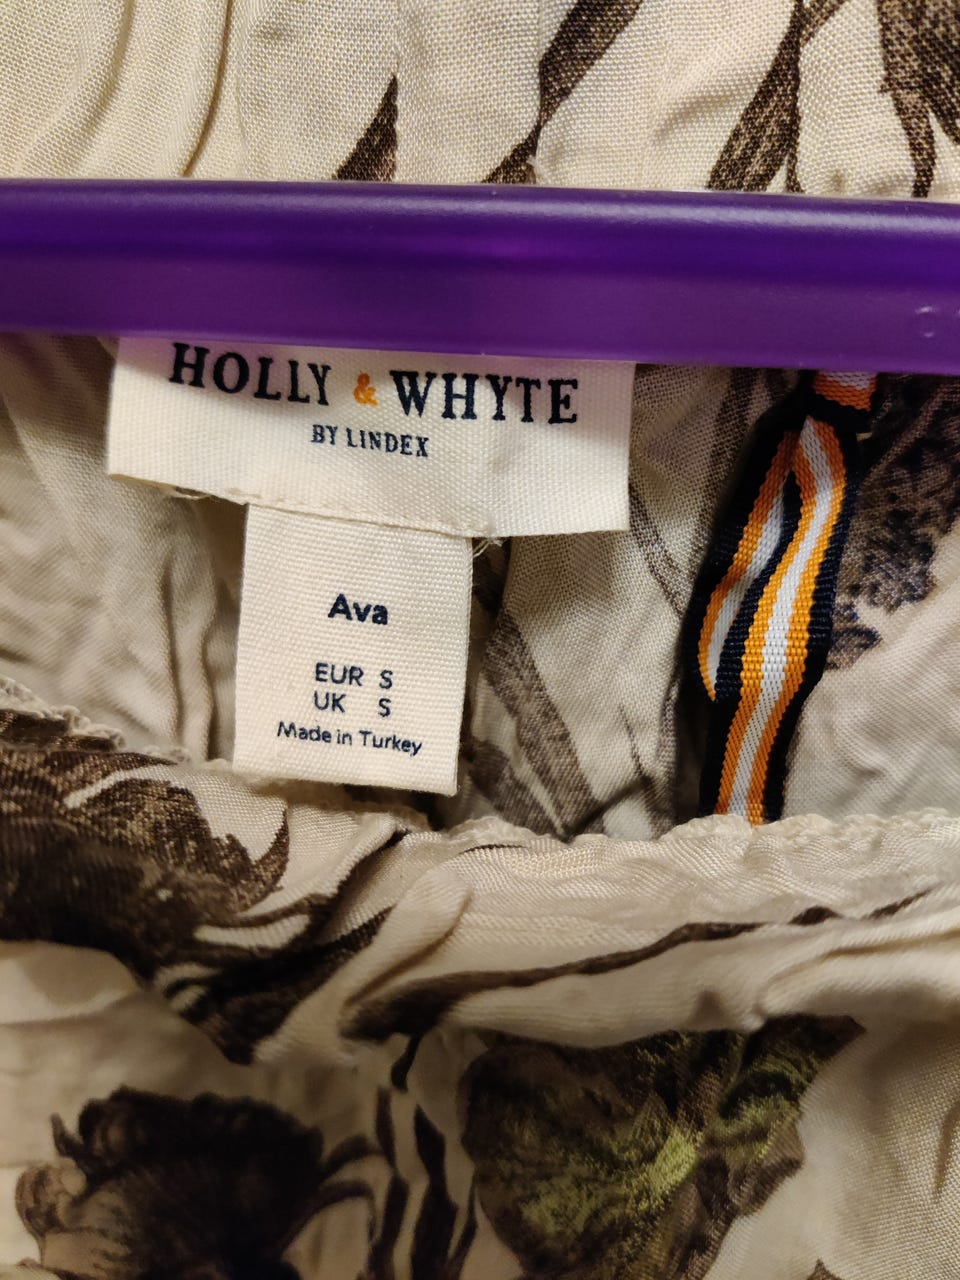 HOLLY & WHYTE
BY LINDEX
Ava
EUR S
UK S
Made in Turkey